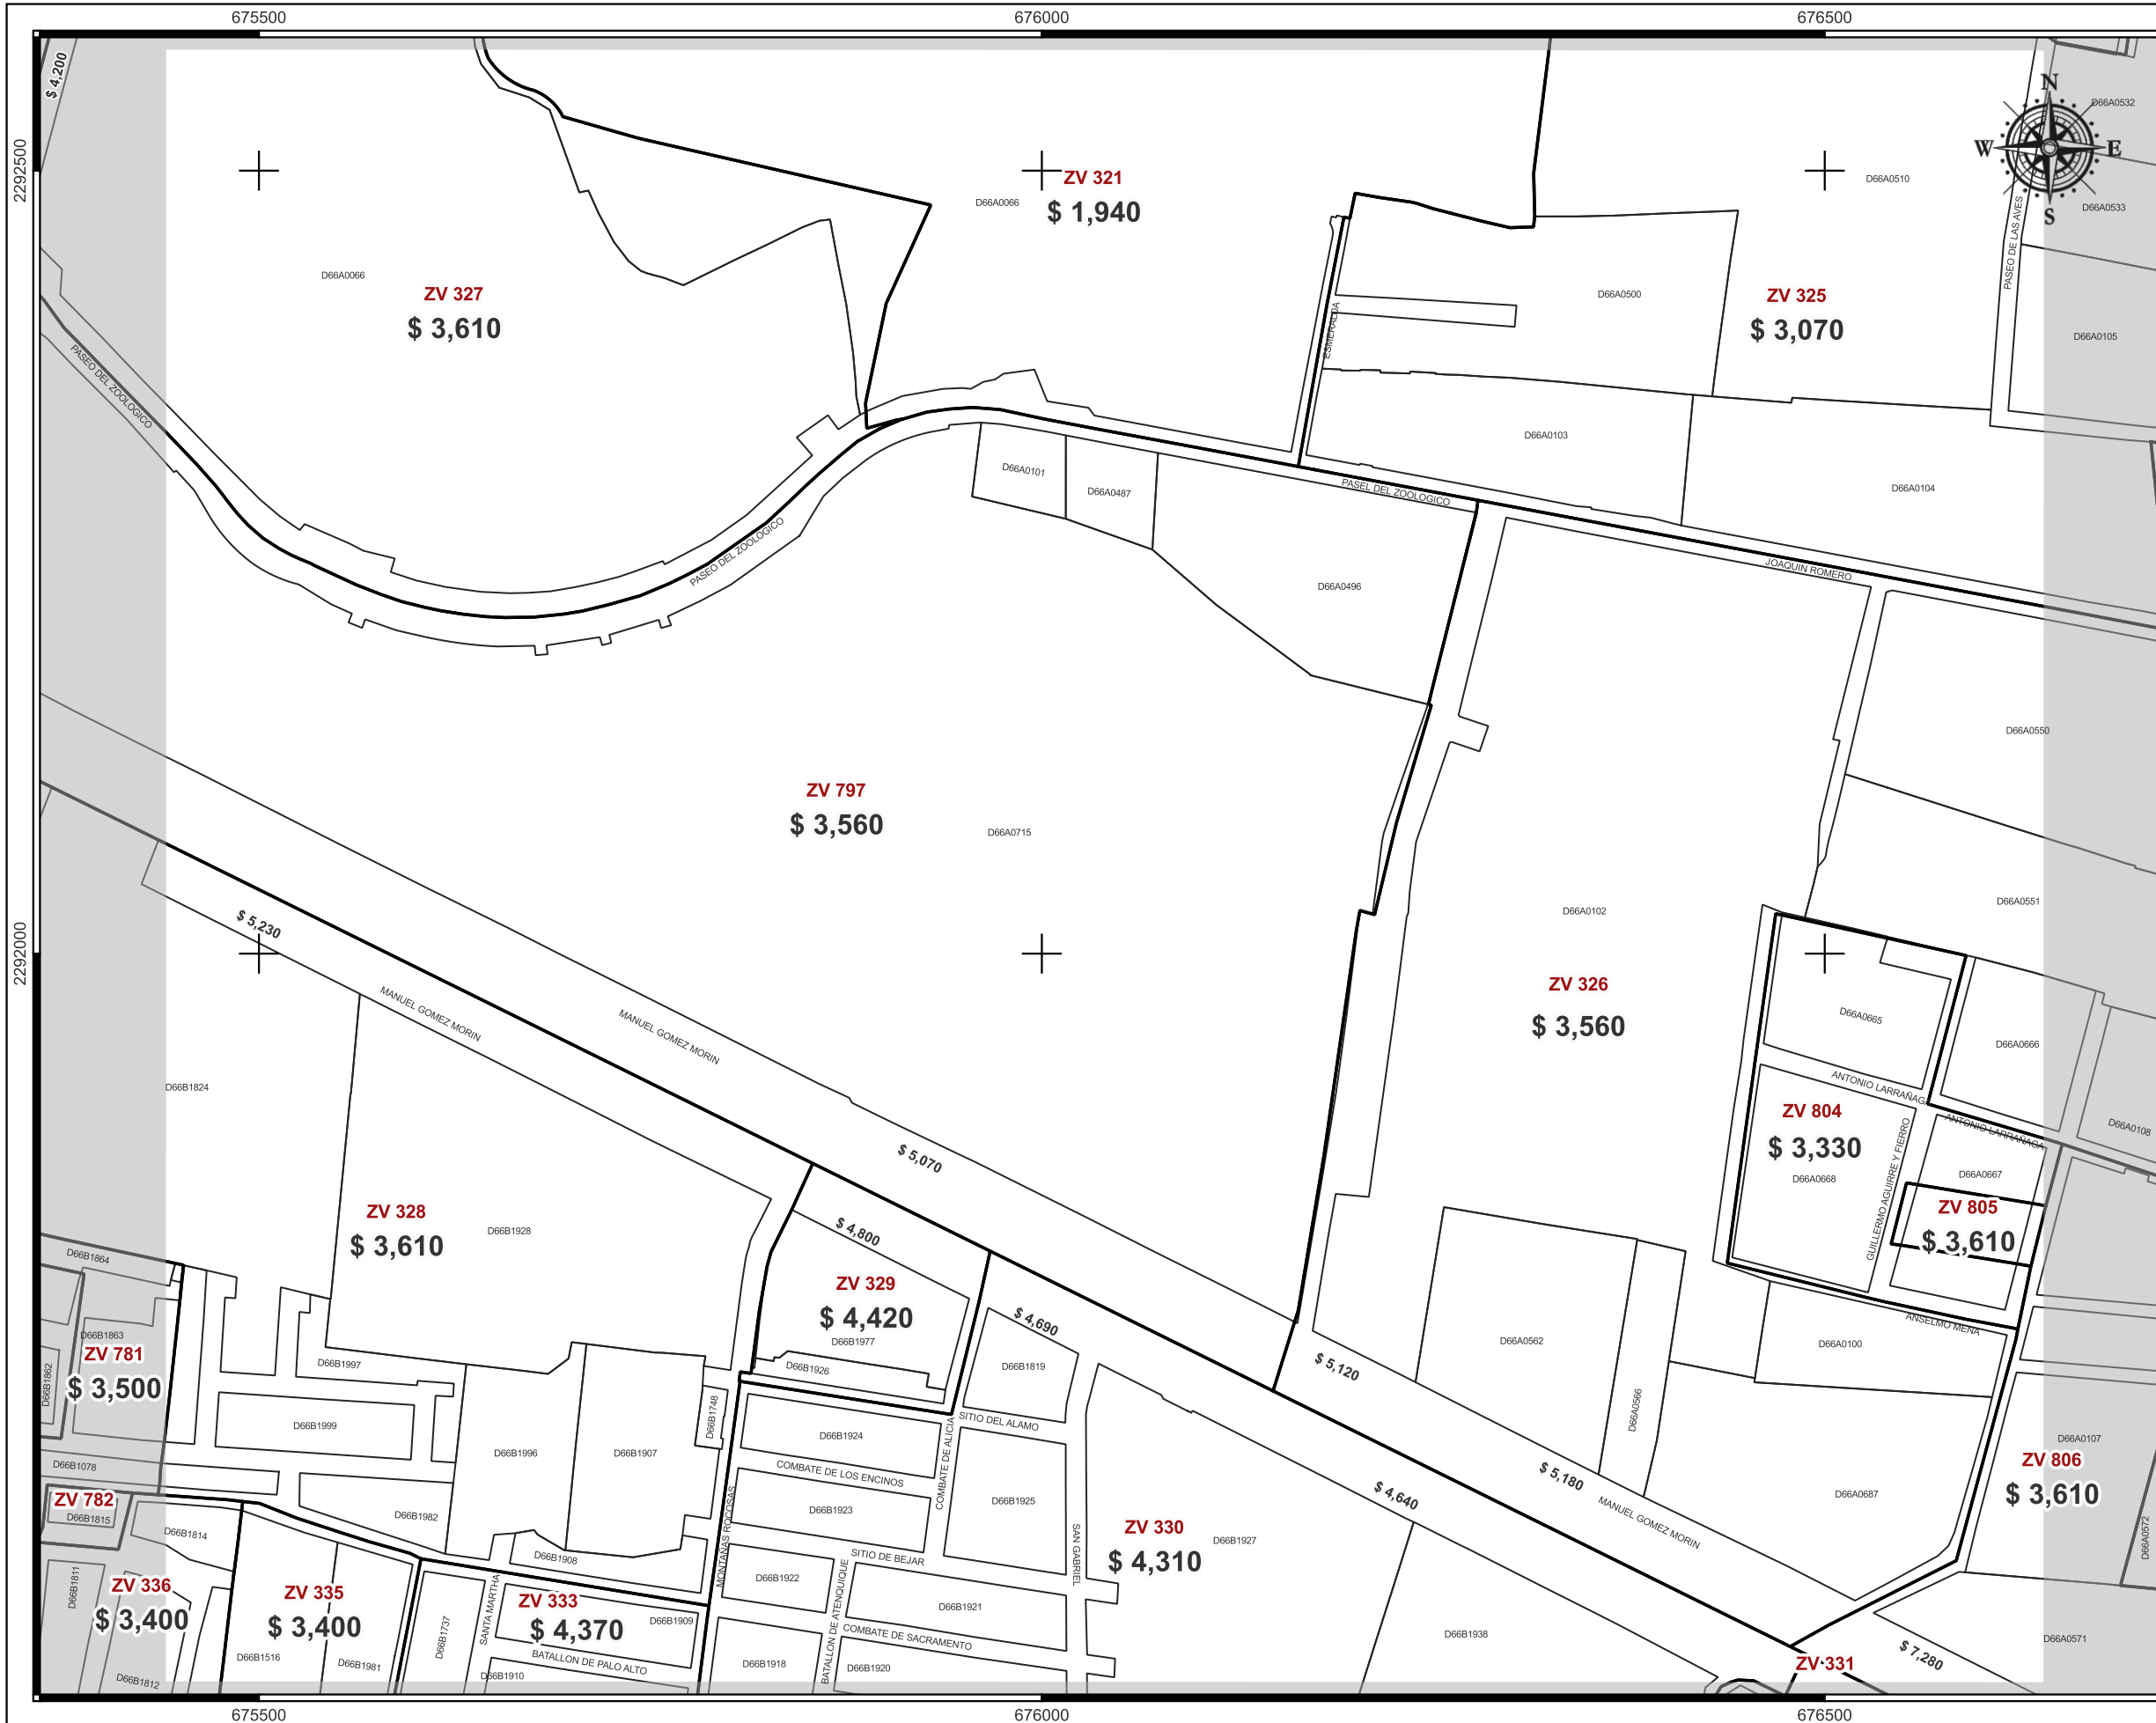 675500
676000
676500
$ 4,200
N
D66A0532
2292500
W
E
ZV 321
D66A0510
D66A0066
$ 1,940
D66A0533
S
PASEO DE LAS AVES
D66A0066
ZV 327
$ 3,610
D66A0500
ZV 325
$ 3,070
ESMERALDA
D66A0105
PASEO DEL ZOOLOGICO
D66A0103
D66A0101
D66A0487
PASEL DEL ZOOLOGICO
D66A0104
PASEO DEL ZOOLOGICO
JOAQUIN ROMERO
D66A0496
D66A0550
ZV 797
$ 3,560
D66A0715
D66A0551
D66A0102
$ 5,230
2292000
ZV 326
$ 3,560
MANUEL GOMEZ MORIN
MANUEL GOMEZ MORIN
D66A0665
D66A0666
D66B1824
ANTONIO LARRAÑAG
ZV 804
$ 3,330
ANTONIO LARRAÑAGA
D66A0108
$ 5,070
D66A0668
D66A0667
GUILLERMO AGUIRRE Y FIERRO
ZV 805
$ 3,610
ZV 328
$ 3,610
D66B1928
$ 4,800
D66B1864
ZV 329
$ 4,420
D66B1977
$ 4,690
ANSELMO MENA
D66B1863
ZV 781
$ 3,500
D66B1862
D66B1997
D66B1926
D66B1819
$ 5,120
D66A0562
D66A0100
D66A0566
D66B1748
D66B1999
D66B1996
D66B1907
D66B1924
SITIO DEL ALAMO
COMBATE DE ALICIA
D66A0107
ZV 806
$ 3,610
D66B1078
COMBATE DE LOS ENCINOS
$ 5,180
$ 4,640
D66A0687
ZV 782
D66B1815
D66B1982
D66B1923
D66B1925
MANUEL GOMEZ MORIN
D66B1814
MONTAÑAS ROCOSAS
SAN GABRIEL
ZV 330
$ 4,310
D66B1927
D66A0572
D66B1908
SITIO DE BEJAR
D66B1811
ZV 336
$ 3,400
ZV 335
$ 3,400
D66B1922
ZV 333
$ 4,370
D66B1909
D66B1921
SANTA MARTHA
D66B1737
BATALLON DE ATENQUIQUE
COMBATE DE SACRAMENTO
D66B1938
D66A0571
$ 7,280
D66B1516
D66B1981
BATALLON DE PALO ALTO
D66B1918
D66B1920
ZV 331
D66B1812
D66B1910
675500
676000
676500